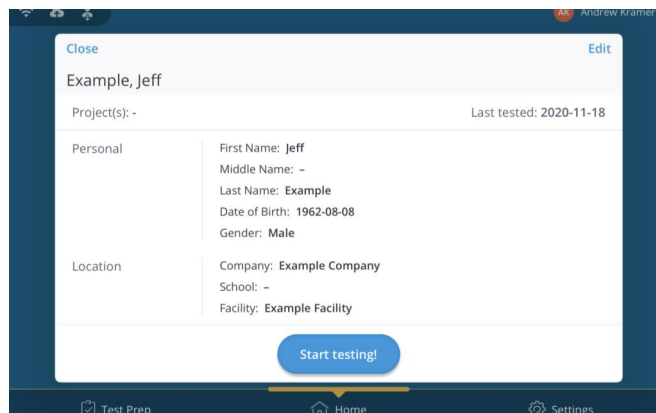 AK Andrew Kramer
Close Edit
Example, Jeff
Project(s): - Last tested: 2020-11-18
Personal
First Name: Jeff
Middle Name: –
Last Name: Example
Date of Birth: 1962-08-08
Gender: Male
Location
Company: Example Company
School: –
Facility: Example Facility
Start testing!
Test Prep Home Settings